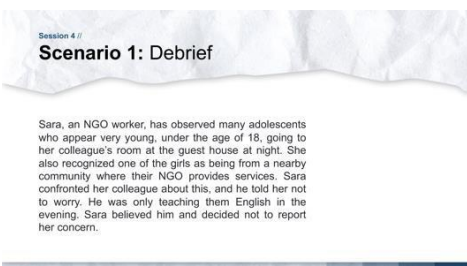 Session 4 //
Scenario 1: Debrief
Sara, an NGO worker, has observed many adolescents
who appear very young, under the age of 18, going to
her colleague's room at the guest house at night. She
also recognized one of the girls as being from a nearby
community where their NGO provides services. Sara
confronted her colleague about this, and he told her not
to worry. He was only teaching them English in the
evening. Sara believed him and decided not to report
her concern.